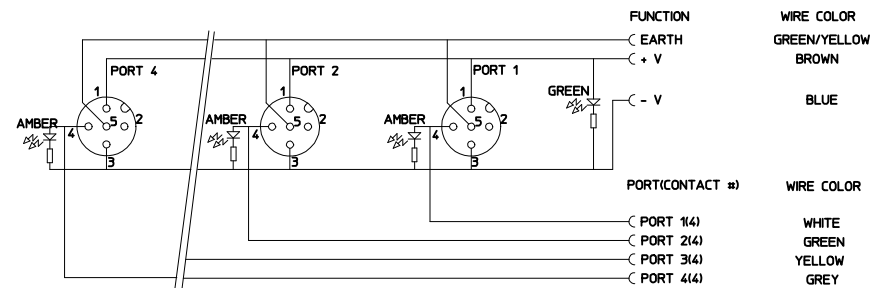 FUNCTION WIRE COLOR
EARTH GREEN/YELLOW
+ V BROWN
PORT 4 PORT 2 PORT 1
1 1 1 GREEN
- V BLUE
AMBER 4 5 2 AMBER 4 5 2 AMBER 4 5 2
3 3 3
PORT(CONTACT #) WIRE COLOR
PORT 1(4) WHITE
PORT 2(4) GREEN
PORT 3(4) YELLOW
PORT 4(4) GREY